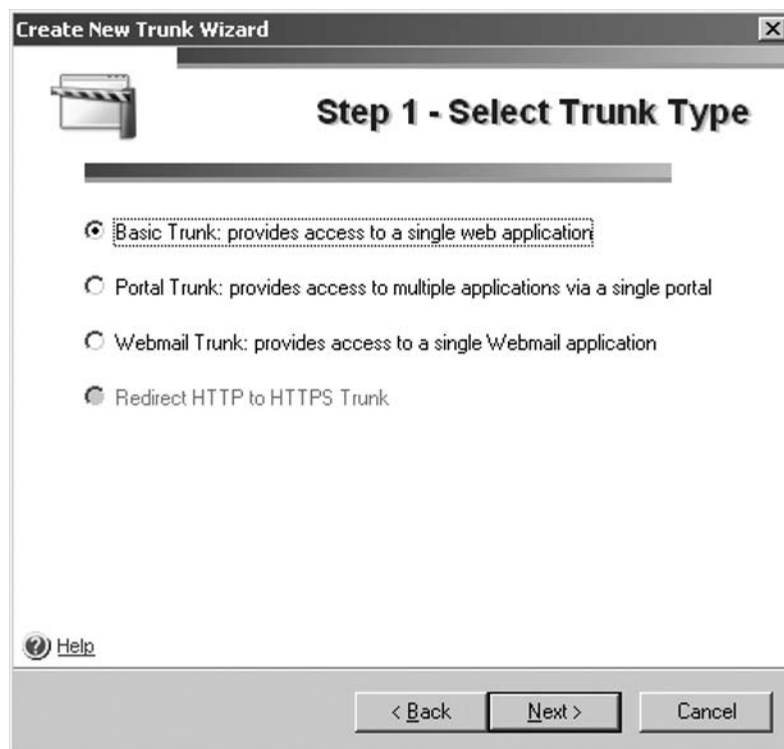 Create New Trunk Wizard
Step 1 - Select Trunk Type
Basic Trunk: provides access to a single web application
Portal Trunk: provides access to multiple applications via a single portal
Webmail Trunk: provides access to a single Webmail application
Redirect HTTP to HTTPS Trunk
Help
< Back Next > Cancel